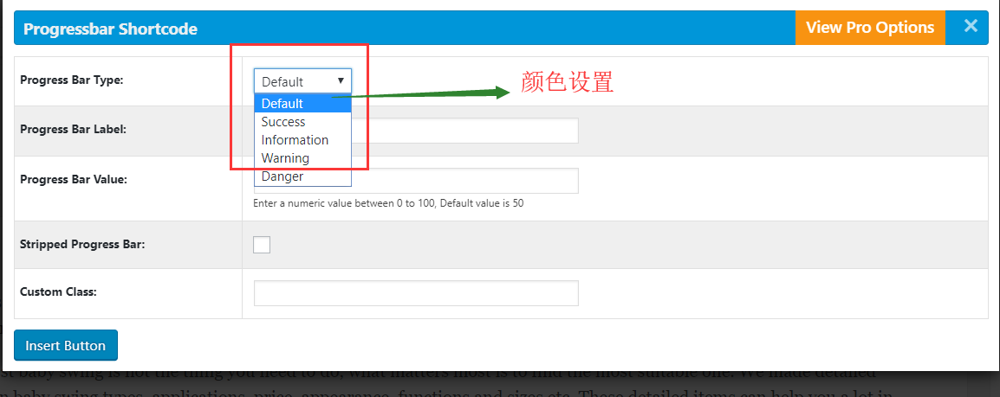 Progressbar Shortcode
View Pro Options
×
Progress Bar Type:
Default
颜色设置
Default
Success
Progress Bar Label:
Information
Warning
Progress Bar Value:
Danger
Enter a numeric value between 0 to 100, Default value is 50
Stripped Progress Bar:
Custom Class:
Insert Button
st baby swing is not the thing you need to do, what matters most is to find the most suitable one. We made detailed
n baby swing types, applications, price, appearance, functions and sizes etc. These detailed items can help you a lot in